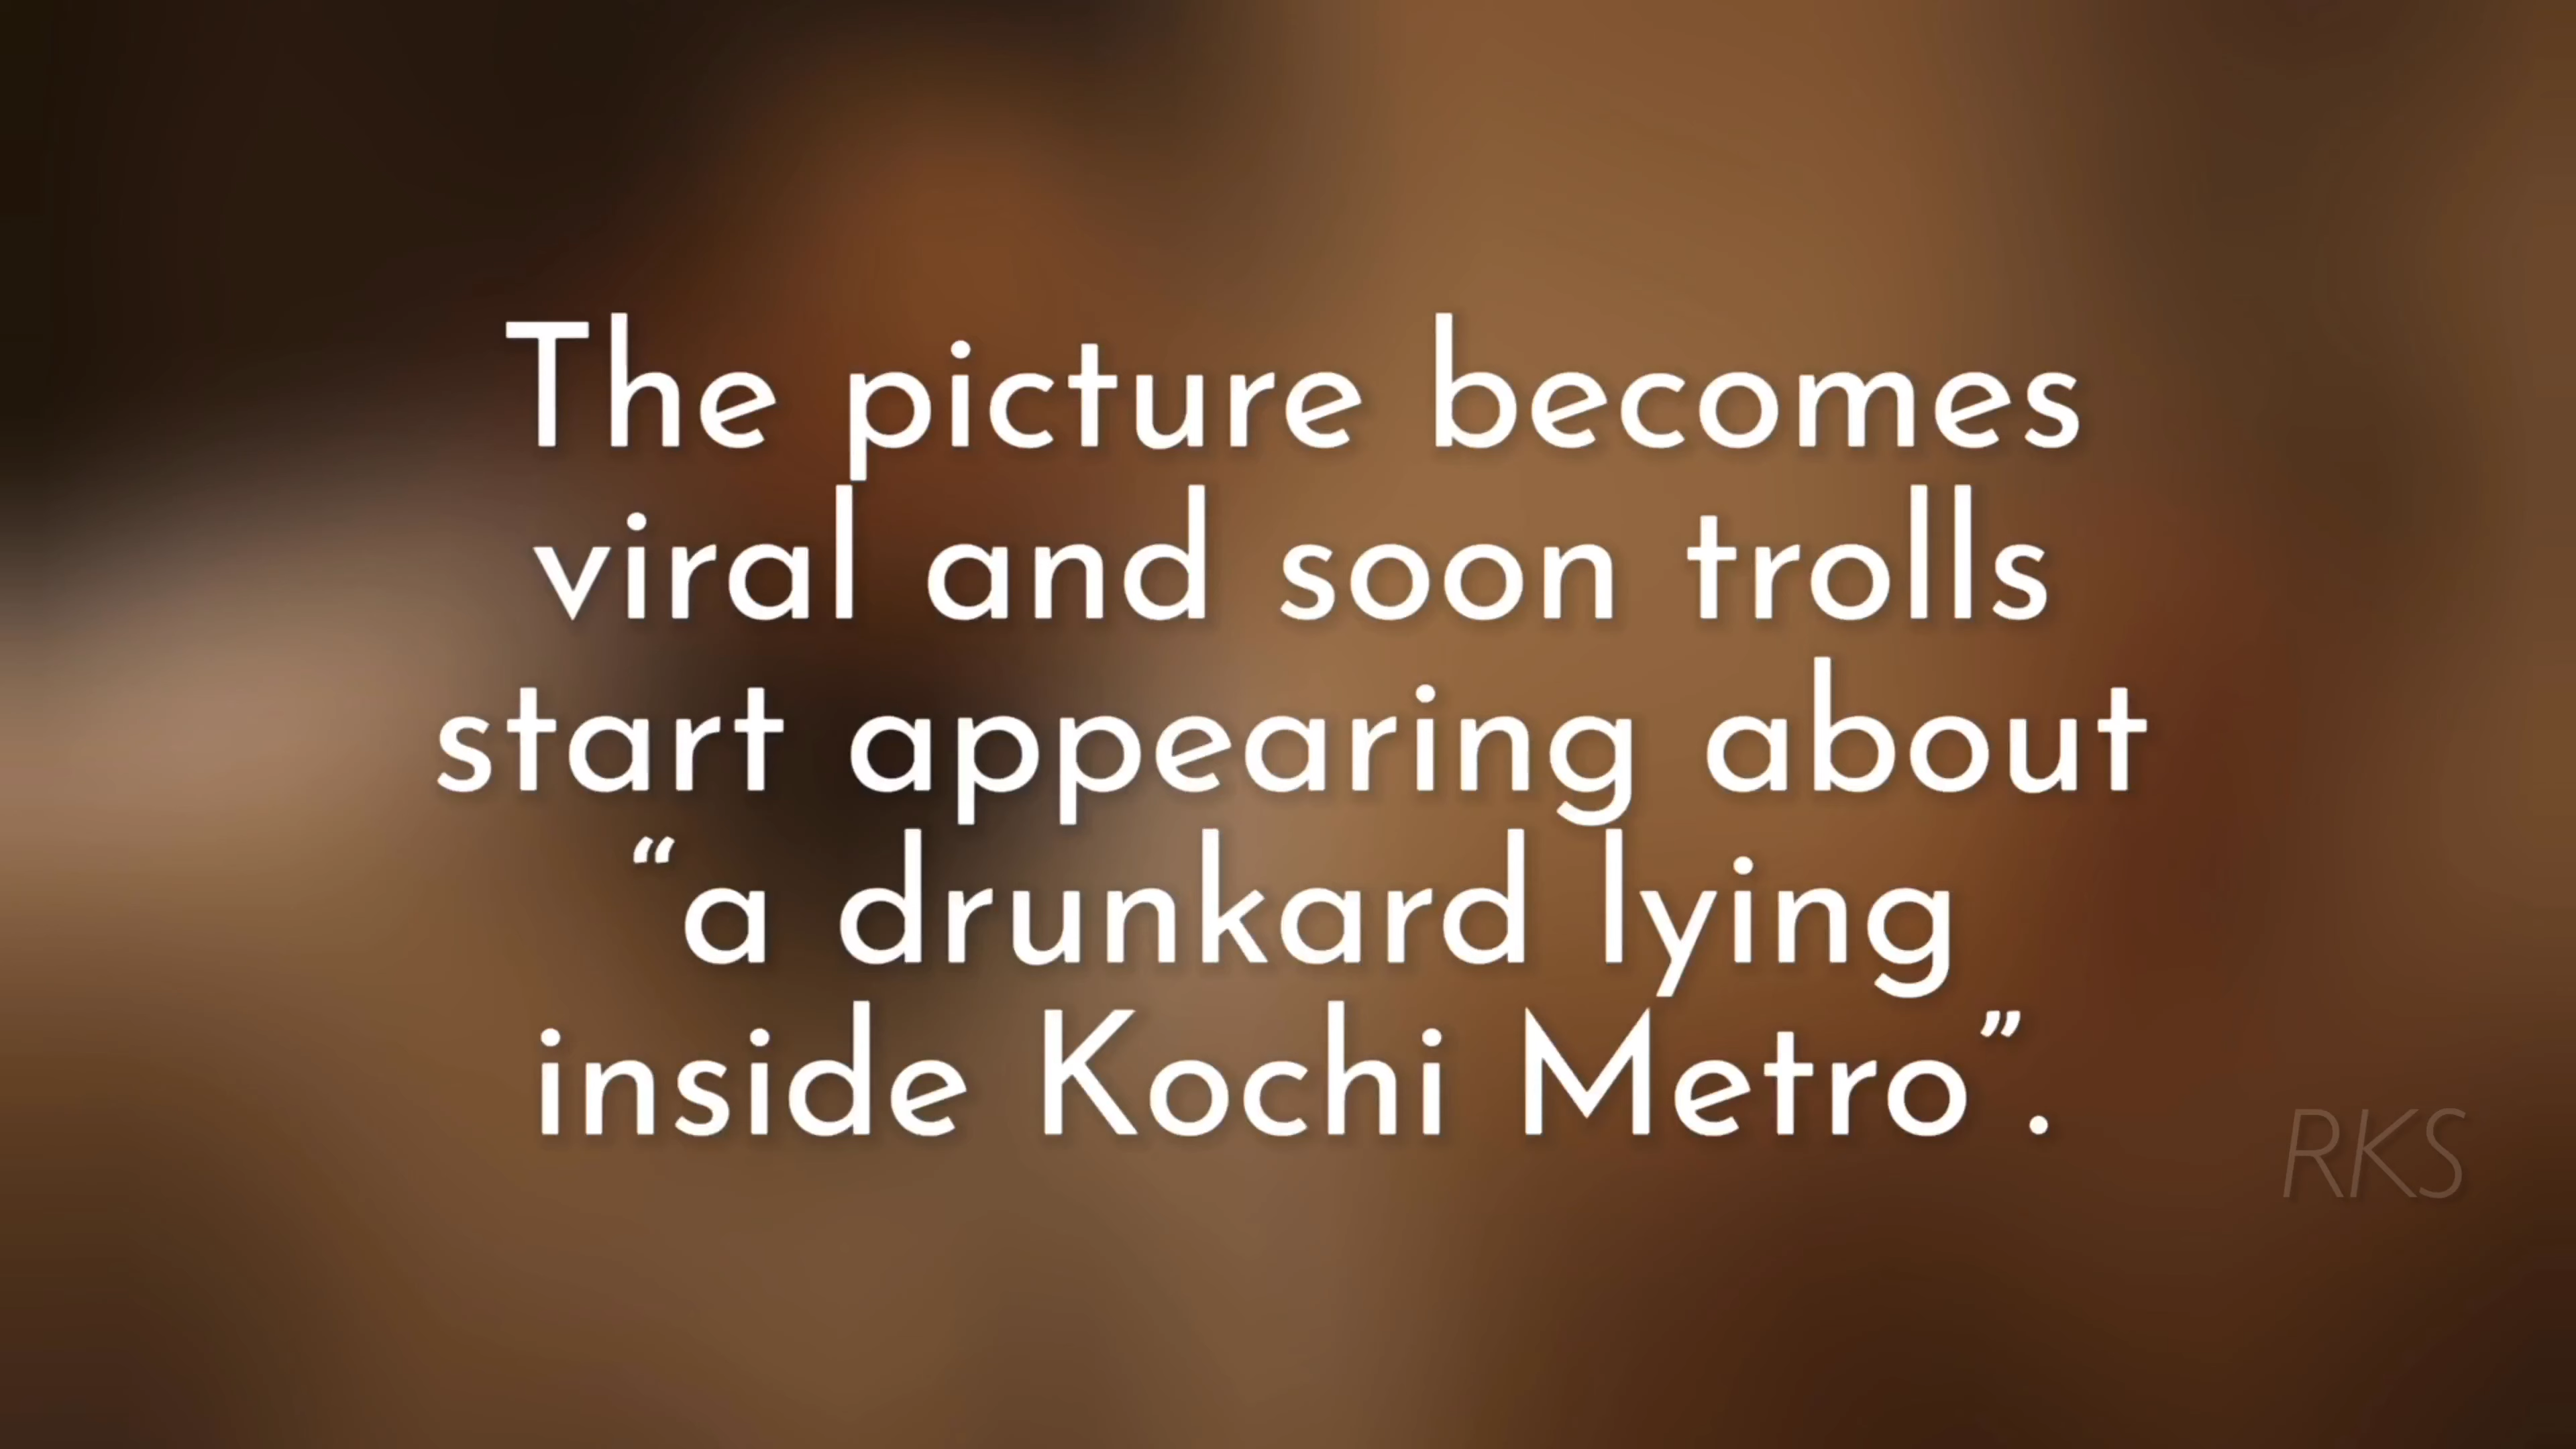 The picture becomes
viral and soon trolls
start appearing about
“a drunkard lying
inside Kochi Metro”.
RKS